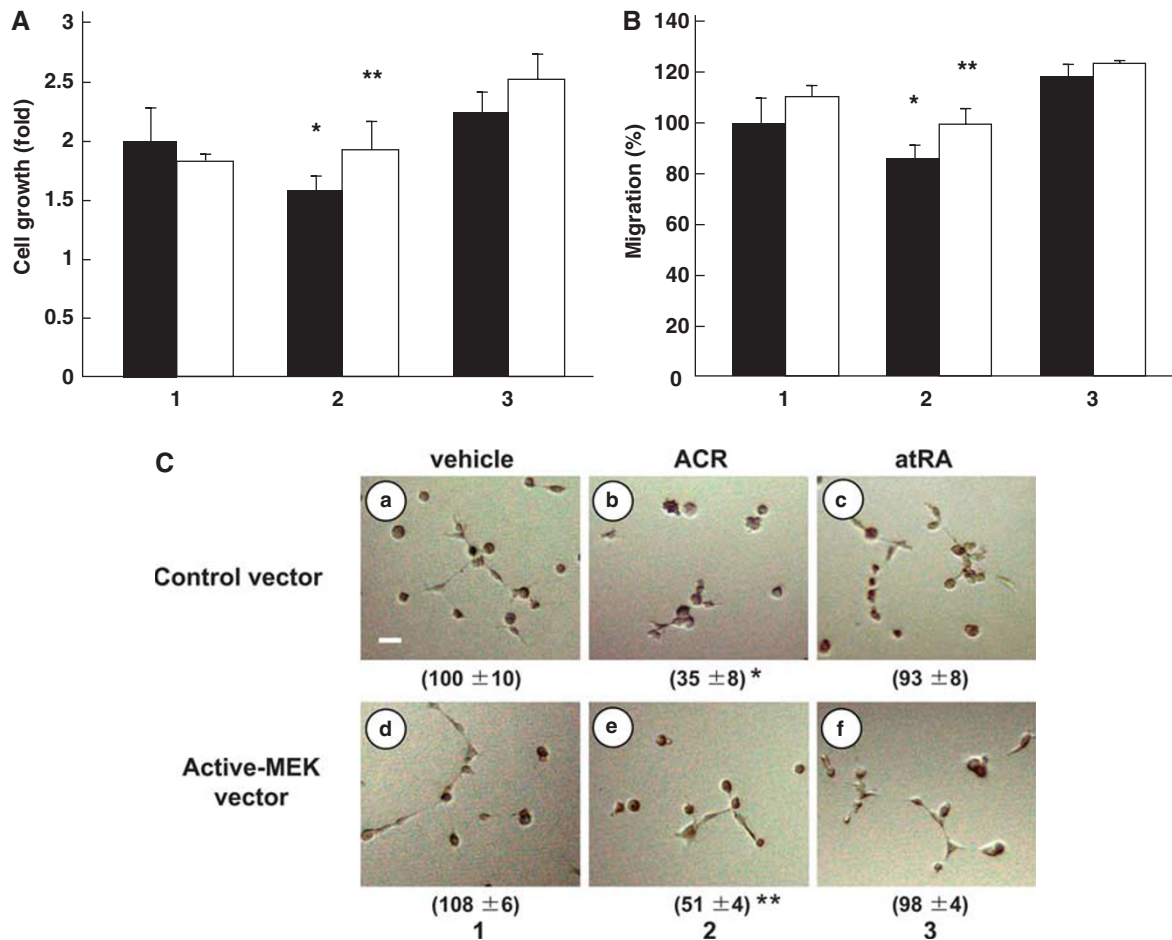 A
Cell growth (fold)
3
2.5
2
1.5
1
0.5
0
*
**
1
2
3
B
Migration (%)
140
120
100
80
60
40
20
0
*
**
1
2
3
C
vehicle
ACR
atRA
Control vector
a
b
c
(100 ±10)
(35 ±8) *
(93 ±8)
Active-MEK
vector
d
e
f
(108 ±6)
(51 ±4) **
(98 ±4)
1
2
3